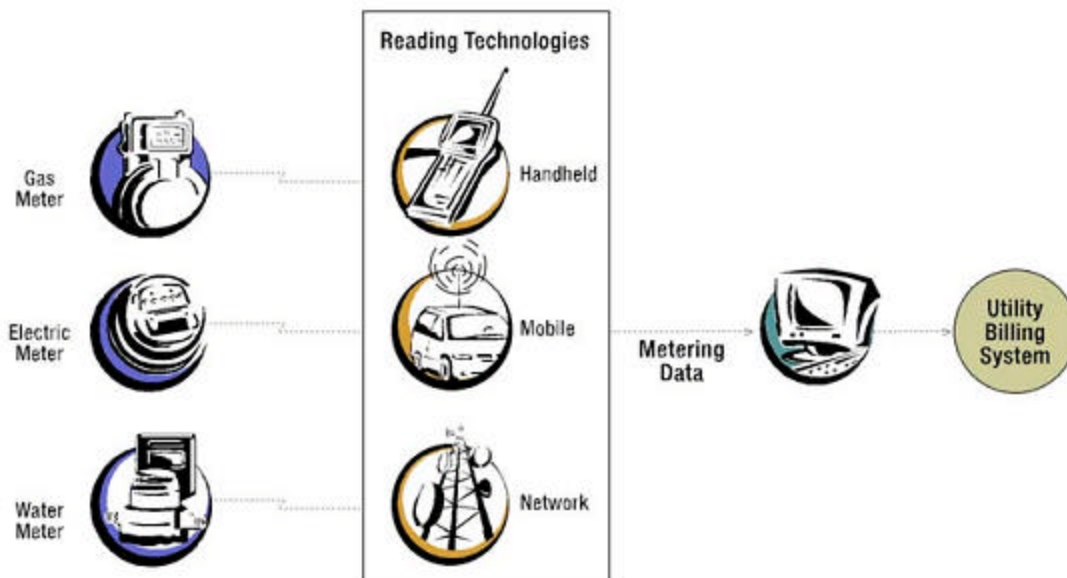 Reading Technologies
Gas
Meter
Handheld
Electric
Meter
Mobile
Metering
Data
Utility
Billing
System
Water
Meter
Network